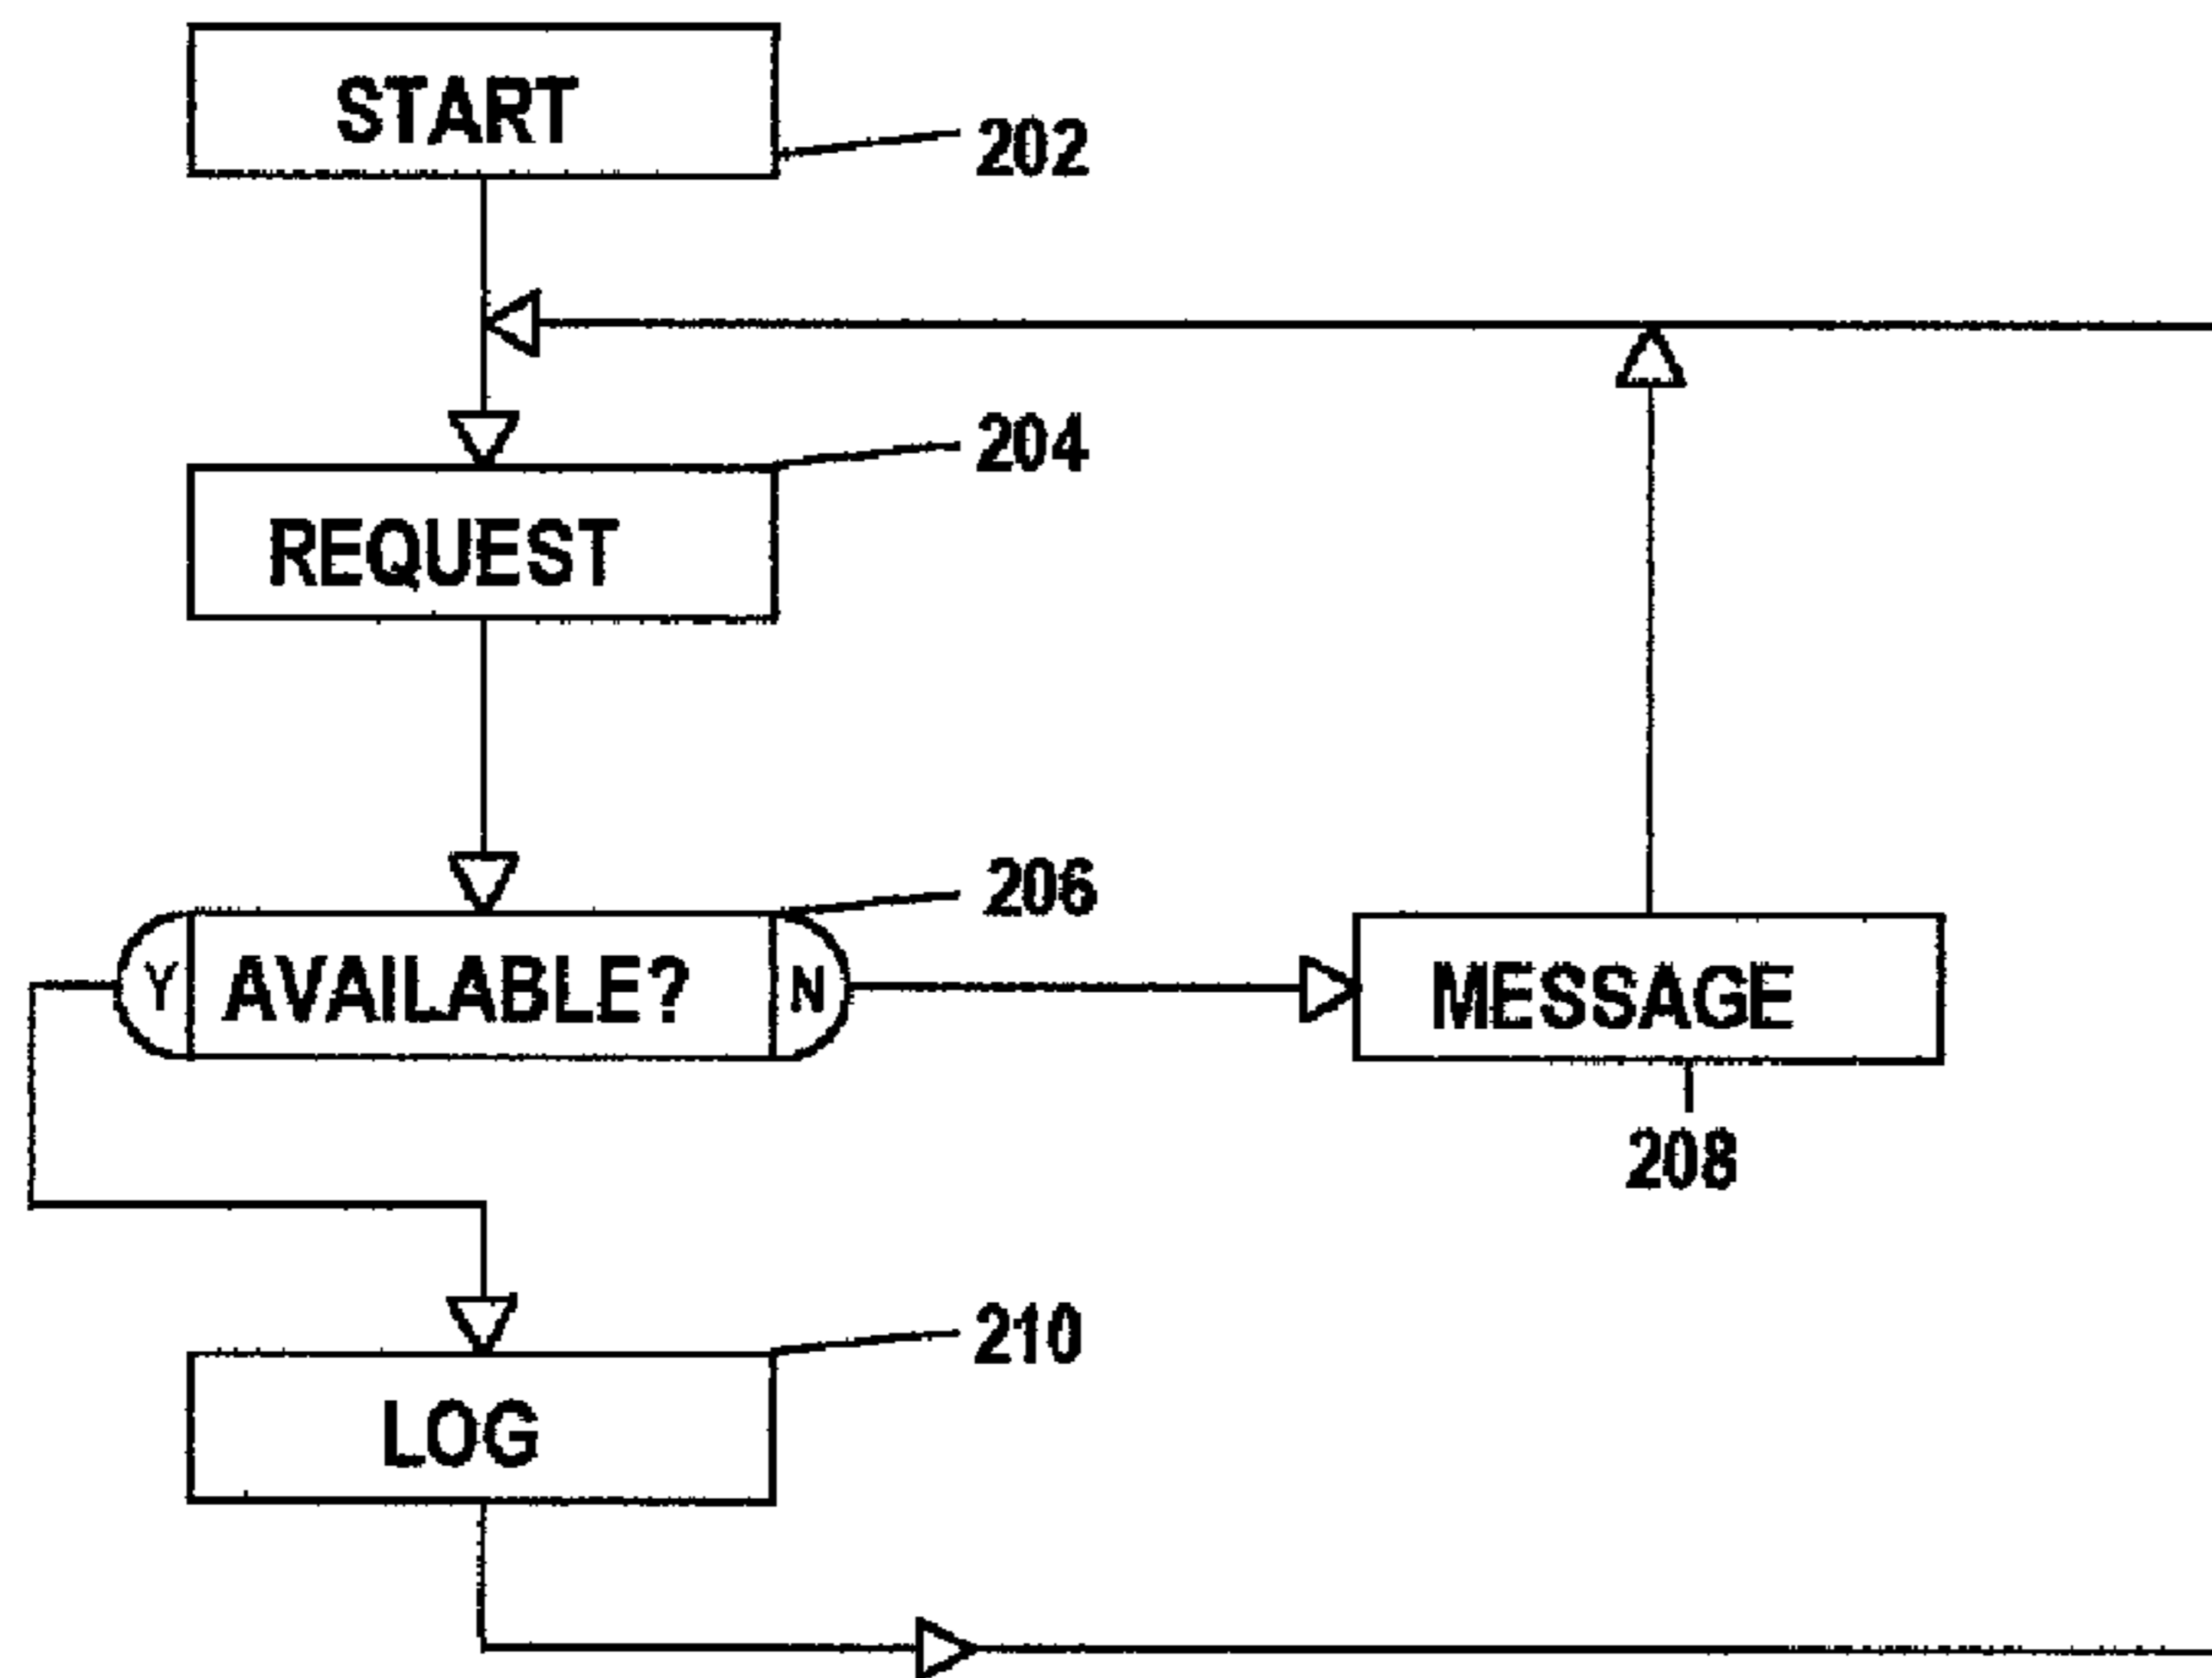 START
202
204
REQUEST
206
Y AVAILABLE? N
MESSAGE
208
210
LOG